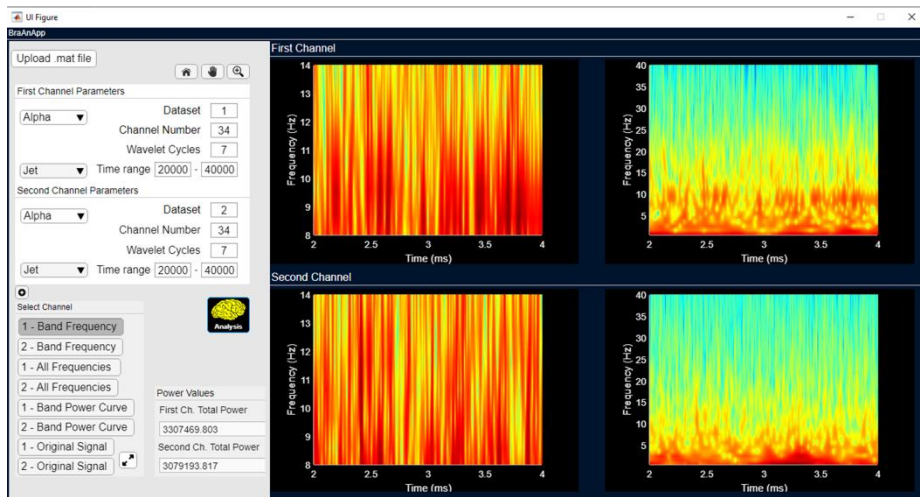 UI Figure
BraAnApp
Upload .mat file
First Channel Parameters
Alpha
Dataset 1
Channel Number 34
Wavelet Cycles 7
Jet Time range 20000 - 40000
Second Channel Parameters
Alpha
Dataset 2
Channel Number 34
Wavelet Cycles 7
Jet Time range 20000 - 40000
Select Channel
1 - Band Frequency
2 - Band Frequency
1 - All Frequencies
2 - All Frequencies
1 - Band Power Curve
2 - Band Power Curve
1 - Original Signal
2 - Original Signal
Analysis
Power Values
First Ch. Total Power
3307469.803
Second Ch. Total Power
3079193.817
First Channel
14
13
12
11
10
9
8
Frequency (Hz)
2 2.5 3 3.5 4
Time (ms)
40
35
30
25
20
15
10
5
Frequency (Hz)
2 2.5 3 3.5 4
Time (ms)
Second Channel
14
13
12
11
10
9
8
Frequency (Hz)
2 2.5 3 3.5 4
Time (ms)
40
35
30
25
20
15
10
5
Frequency (Hz)
2 2.5 3 3.5 4
Time (ms)